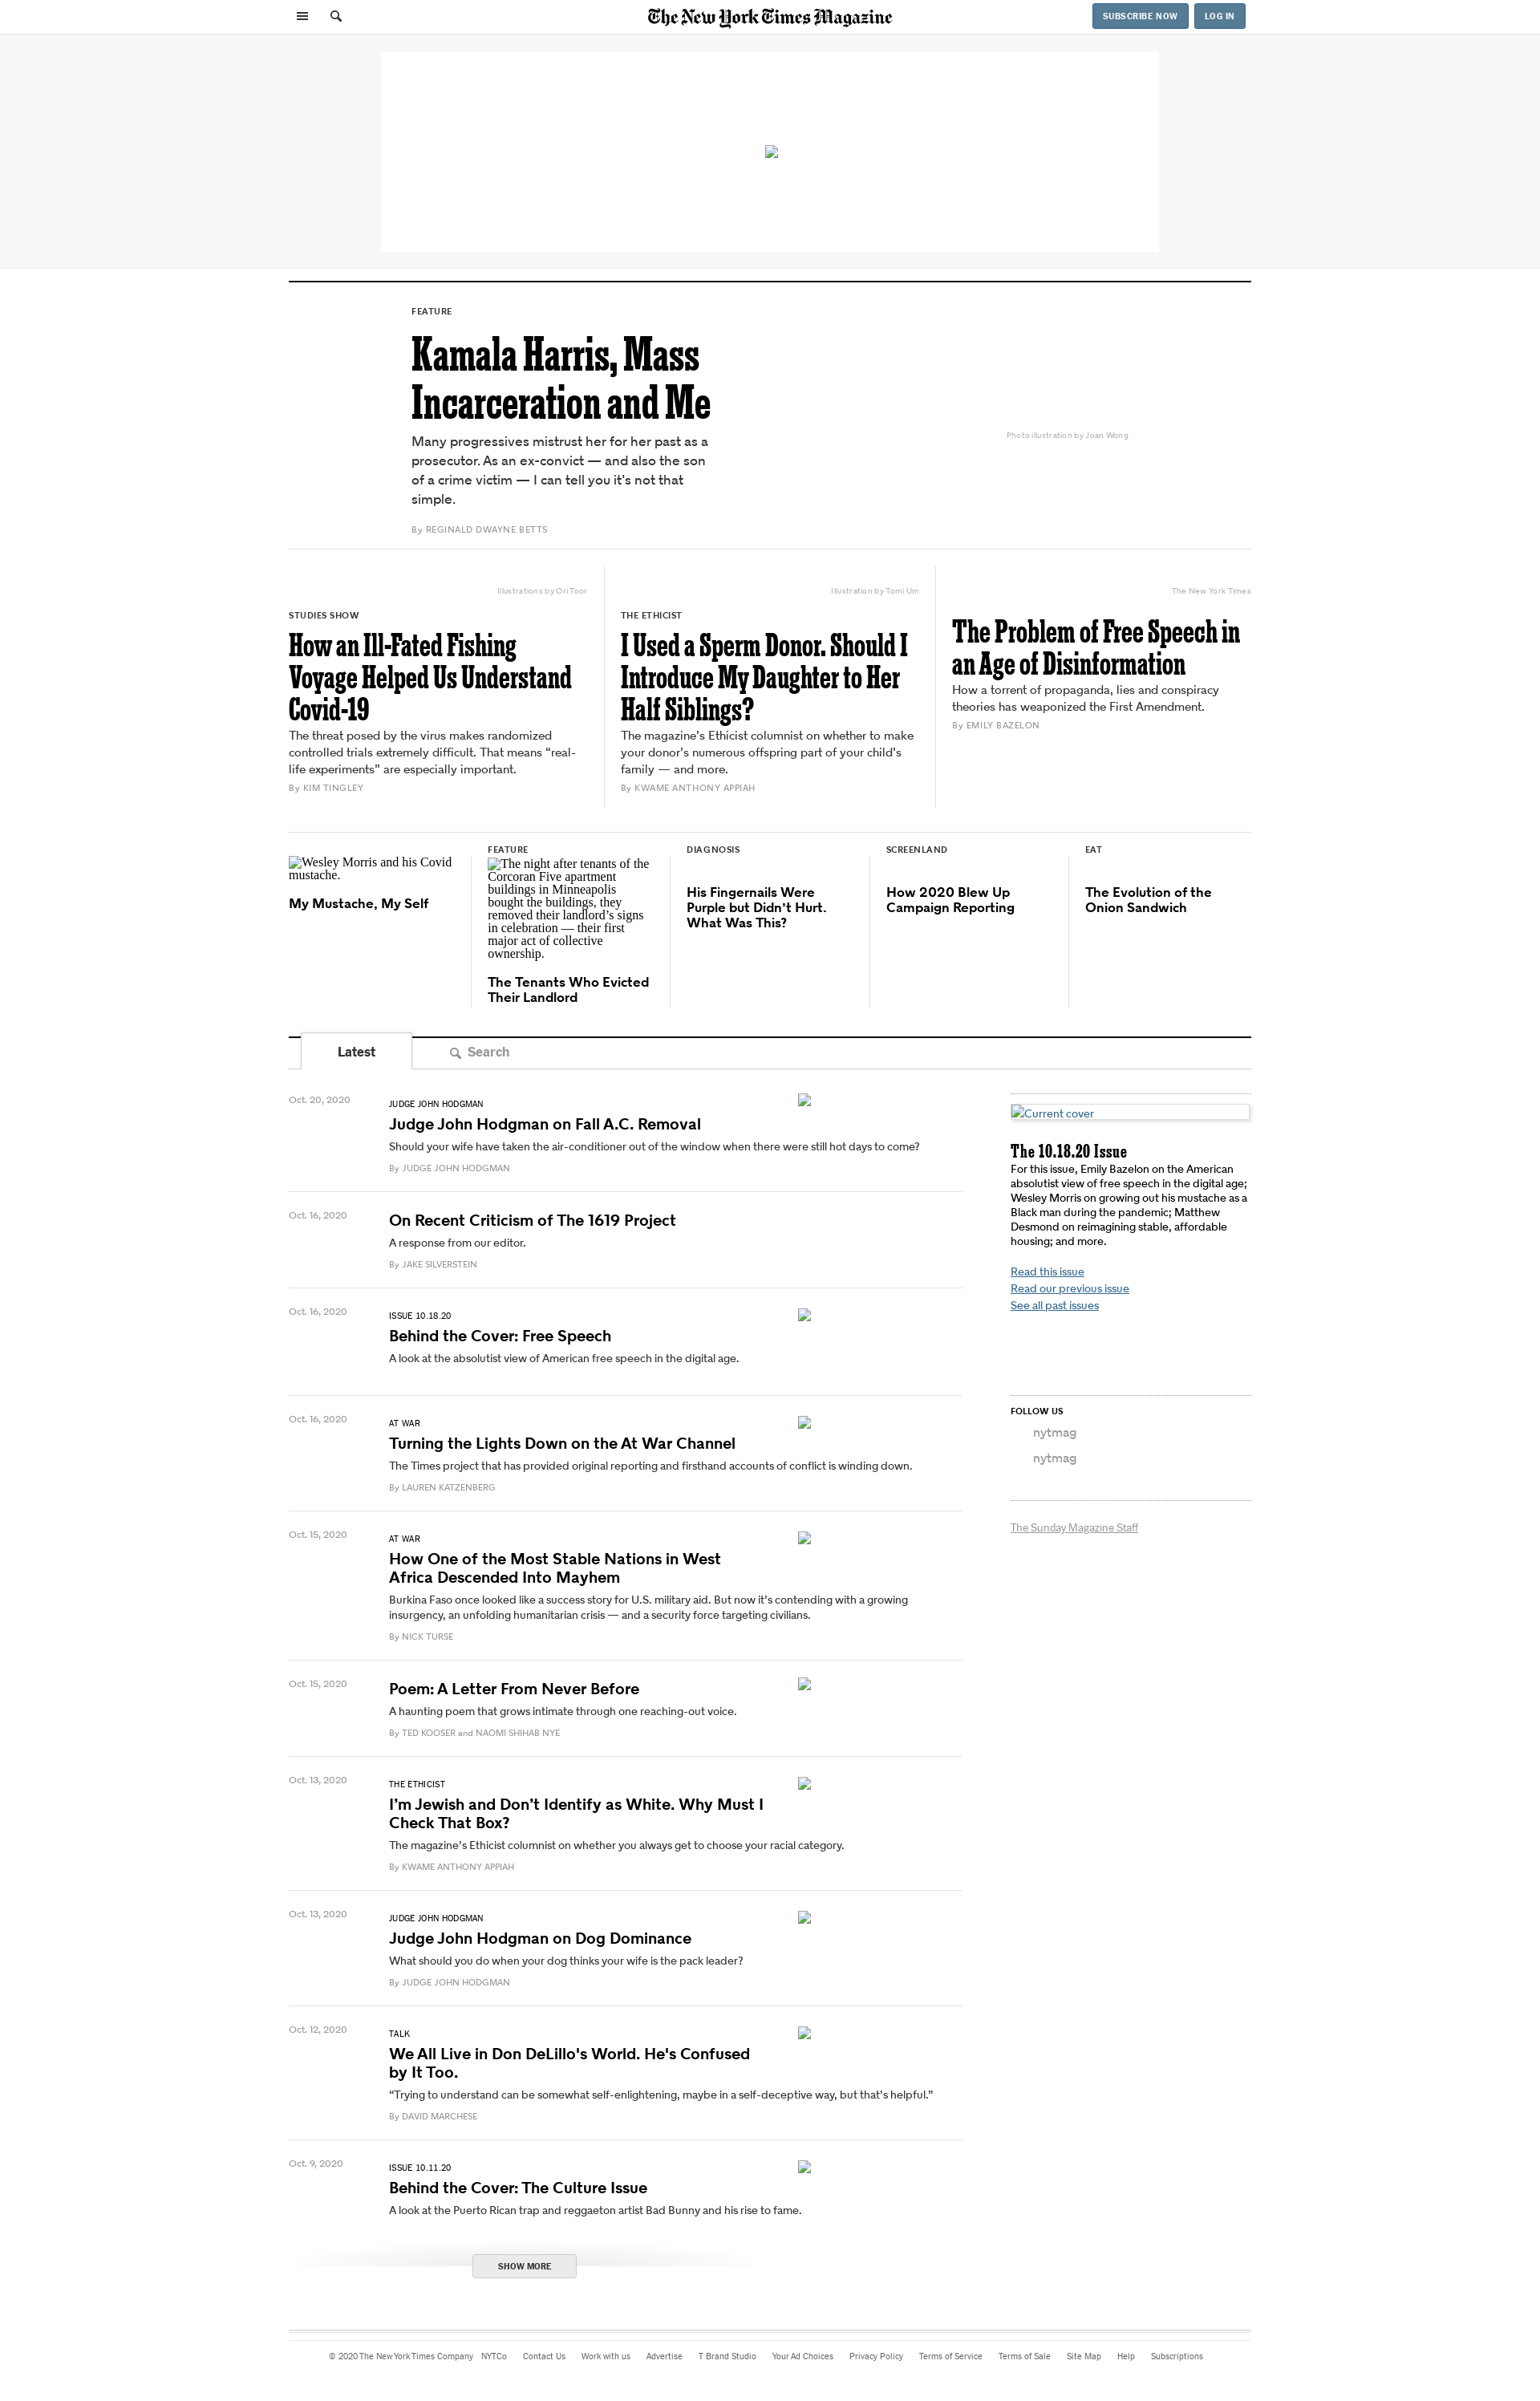 The New York Times Magazine
SUBSCRIBE NOW
LOG IN
FEATURE
Kamala Harris, Mass
Incarceration and Me
Many progressives mistrust her for her past as a
prosecutor. As an ex-convict — and also the son
of a crime victim — I can tell you it’s not that
simple.
By REGINALD DWAYNE BETTS
Photo illustration by Joan Wong
Illustrations by Ori Toor
STUDIES SHOW
How an Ill-Fated Fishing
Voyage Helped Us Understand
Covid-19
The threat posed by the virus makes randomized
controlled trials extremely difficult. That means “real-
life experiments” are especially important.
By KIM TINGLEY
Illustration by Tomi Um
THE ETHICIST
I Used a Sperm Donor. Should I
Introduce My Daughter to Her
Half Siblings?
The magazine’s Ethicist columnist on whether to make
your donor’s numerous offspring part of your child’s
family — and more.
By KWAME ANTHONY APPIAH
The New York Times
The Problem of Free Speech in
an Age of Disinformation
How a torrent of propaganda, lies and conspiracy
theories has weaponized the First Amendment.
By EMILY BAZELON
Wesley Morris and his Covid
mustache.
My Mustache, My Self
FEATURE
The night after tenants of the
Corcoran Five apartment
buildings in Minneapolis
bought the buildings, they
removed their landlord’s signs
in celebration — their first
major act of collective
ownership.
The Tenants Who Evicted
Their Landlord
DIAGNOSIS
His Fingernails Were
Purple but Didn’t Hurt.
What Was This?
SCREENLAND
How 2020 Blew Up
Campaign Reporting
EAT
The Evolution of the
Onion Sandwich
Latest
Search
Oct. 20, 2020
JUDGE JOHN HODGMAN
Judge John Hodgman on Fall A.C. Removal
Should your wife have taken the air-conditioner out of the window when there were still hot days to come?
By JUDGE JOHN HODGMAN
Oct. 16, 2020
On Recent Criticism of The 1619 Project
A response from our editor.
By JAKE SILVERSTEIN
Oct. 16, 2020
ISSUE 10.18.20
Behind the Cover: Free Speech
A look at the absolutist view of American free speech in the digital age.
Oct. 16, 2020
AT WAR
Turning the Lights Down on the At War Channel
The Times project that has provided original reporting and firsthand accounts of conflict is winding down.
By LAUREN KATZENBERG
Oct. 15, 2020
AT WAR
How One of the Most Stable Nations in West
Africa Descended Into Mayhem
Burkina Faso once looked like a success story for U.S. military aid. But now it’s contending with a growing
insurgency, an unfolding humanitarian crisis — and a security force targeting civilians.
By NICK TURSE
Oct. 15, 2020
Poem: A Letter From Never Before
A haunting poem that grows intimate through one reaching-out voice.
By TED KOOSER and NAOMI SHIHAB NYE
Oct. 13, 2020
THE ETHICIST
I’m Jewish and Don’t Identify as White. Why Must I
Check That Box?
The magazine’s Ethicist columnist on whether you always get to choose your racial category.
By KWAME ANTHONY APPIAH
Oct. 13, 2020
JUDGE JOHN HODGMAN
Judge John Hodgman on Dog Dominance
What should you do when your dog thinks your wife is the pack leader?
By JUDGE JOHN HODGMAN
Oct. 12, 2020
TALK
We All Live in Don DeLillo's World. He's Confused
by It Too.
“Trying to understand can be somewhat self-enlightening, maybe in a self-deceptive way, but that’s helpful.”
By DAVID MARCHESE
Oct. 9, 2020
ISSUE 10.11.20
Behind the Cover: The Culture Issue
A look at the Puerto Rican trap and reggaeton artist Bad Bunny and his rise to fame.
SHOW MORE
Current cover
The 10.18.20 Issue
For this issue, Emily Bazelon on the American
absolutist view of free speech in the digital age;
Wesley Morris on growing out his mustache as a
Black man during the pandemic; Matthew
Desmond on reimagining stable, affordable
housing; and more.
Read this issue
Read our previous issue
See all past issues
FOLLOW US
nytmag
nytmag
The Sunday Magazine Staff
© 2020 The New York Times Company NYTCo Contact Us Work with us Advertise T Brand Studio Your Ad Choices Privacy Policy Terms of Service Terms of Sale Site Map Help Subscriptions